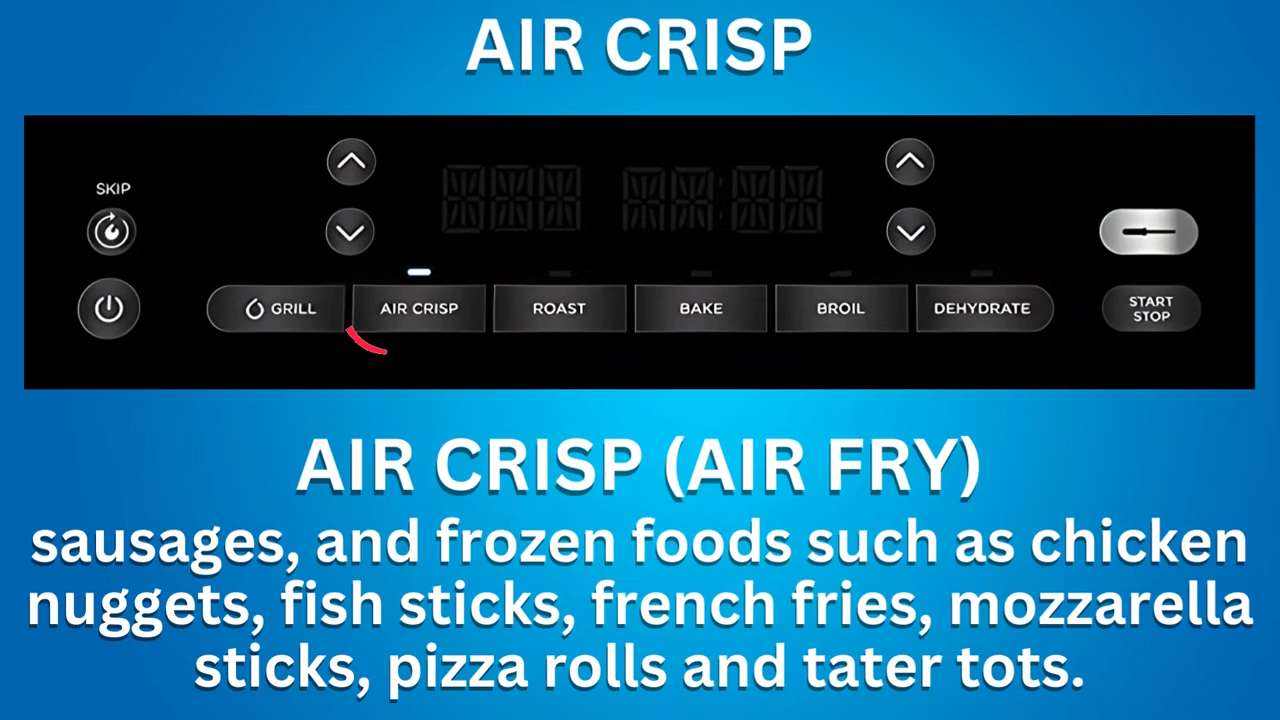 AIR CRISP
SKIP
GRILL
AIR CRISP
ROAST
BAKE
BROIL
DEHYDRATE
START
STOP
AIR CRISP (AIR FRY)
sausages, and frozen foods such as chicken
nuggets, fish sticks, french fries, mozzarella
sticks, pizza rolls and tater tots.